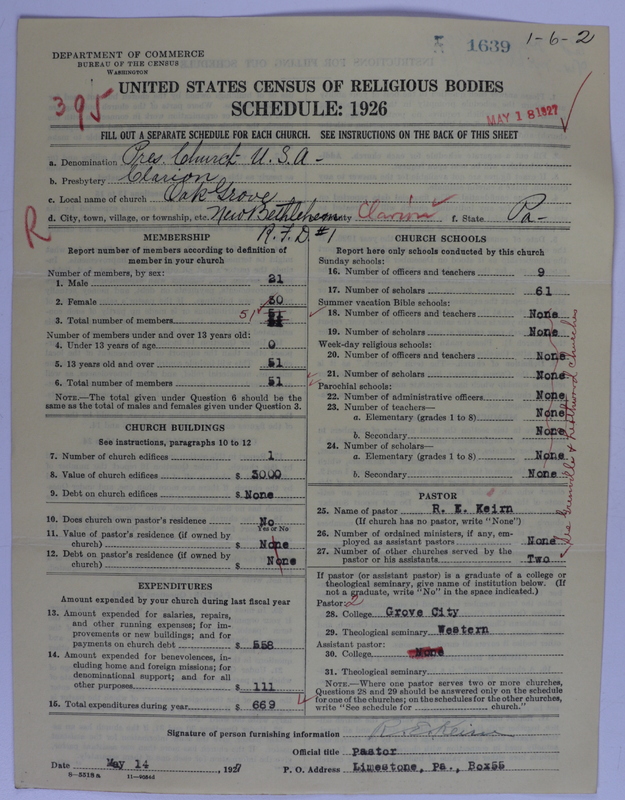 1639 1-6-2
DEPARTMENT OF COMMERCE
BUREAU OF THE CENSUS
WASHINGTON
UNITED STATES CENSUS OF RELIGIOUS BODIES
395
SCHEDULE: 1926
MAY 18 1927
FILL OUT A SEPARATE SCHEDULE FOR EACH CHURCH. SEE INSTRUCTIONS ON THE BACK OF THIS SHEET
a. Denomination Pres. Church U.S.A-
b. Presbytery Clarion
c. Local name of church Oak Grove
d. City, town, village, or township, etc. New Bethlehem Clarion f. State Pa-
R R.F.D. #1
MEMBERSHIP
Report number of members according to definition of
member in your church
Number of members, by sex:
1. Male 21
2. Female 30
3. Total number of members 51
Number of members under and over 13 years old:
4. Under 13 years of age 0
5. 13 years old and over 51
6. Total number of members 51
NOTE.—The total given under Question 6 should be
same as the total of males and females given under Question 3.
CHURCH BUILDINGS
See instructions, paragraphs 10 to 12
7. Number of church edifices 1
8. Value of church edifices $ 3000
9. Debt on church edifices $ None
10. Does church own pastor's residence No
Yes or No
11. Value of pastor's residence (if owned by
church) $ None
12. Debt on pastor's residence (if owned by
church) $ None
EXPENDITURES
Amount expended by your church during last fiscal year
13. Amount expended for salaries, repairs,
and other running expenses; for im-
provements or new buildings; and for
payments on church debt $ 558
14. Amount expended for benevolences, in-
cluding home and foreign missions; for
denominational support; and for all
other purposes $ 111
15. Total expenditures during year $ 669
CHURCH SCHOOLS
Report here only schools conducted by this church
Sunday schools:
16. Number of officers and teachers 9
17. Number of scholars 61
Summer vacation Bible schools:
18. Number of officers and teachers None
19. Number of scholars None
Week-day religious schools:
20. Number of officers and teachers None
21. Number of scholars None
Parochial schools:
22. Number of administrative officers None
23. Number of teachers—
a. Elementary (grades 1 to 8) None
b. Secondary None
24. Number of scholars—
a. Elementary (grades 1 to 8) None
b. Secondary None
PASTOR
25. Name of pastor R. E. Keirn
(If church has no pastor, write "None")
26. Number of ordained ministers, if any, em-
ployed as assistant pastors None
27. Number of other churches served by the
pastor or his assistants Two
If pastor (or assistant pastor) is a graduate of a college or
theological seminary, give name of institution below. (If
not a graduate, write "No" in the space indicated.)
Pastor: 2
28. College Grove City
29. Theological seminary Western
Assistant pastor:
30. College None
31. Theological seminary
NOTE.—Where one pastor serves two or more churches,
Questions 28 and 29 should be answered only on the schedule
for one of the churches; on the schedules for the other churches,
write "See schedule for church."
Signature of person furnishing information R. E. Keirn
Official title Pastor
Date May 14 , 1927 P. O. Address Limestone, Pa., Box55
8-5518a 11-9584d